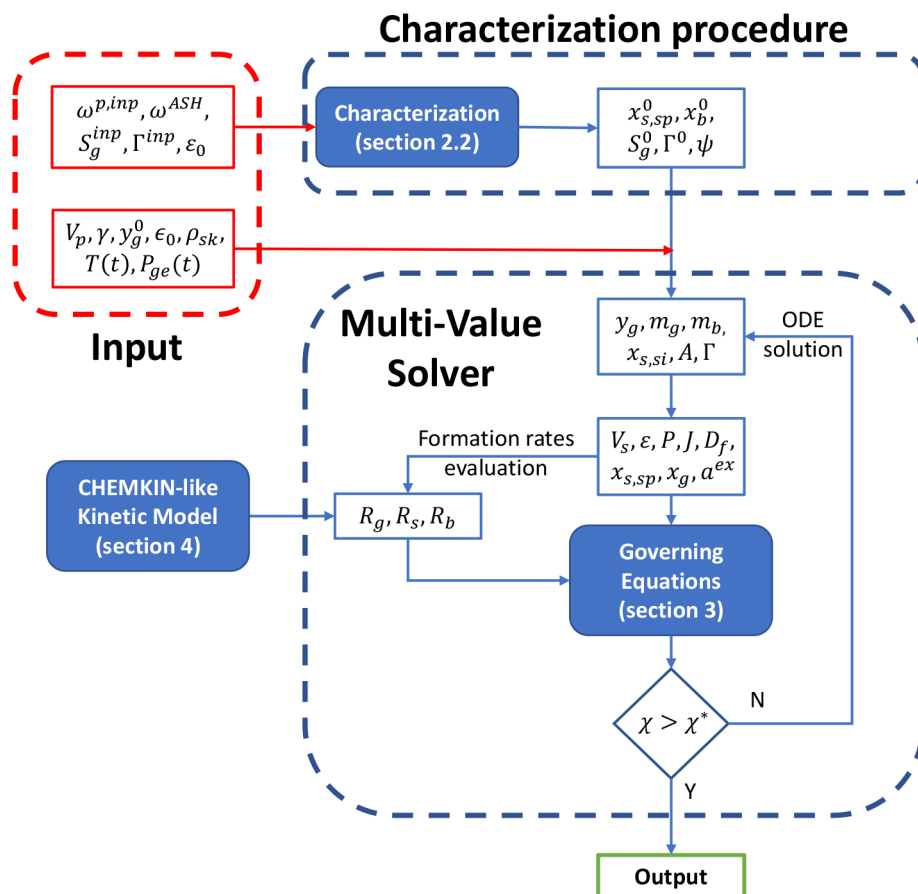 Characterization procedure
ω^{p,inp}, ω^{ASH},
S_g^{inp}, Γ^{inp}, ε_0
Characterization
(section 2.2)
x_{s,sp}^0, x_b^0,
S_g^0, Γ^0, ψ
V_p, γ, y_g^0, ϵ_0, ρ_{sk},
T(t), P_{ge}(t)
Input
Multi-Value
Solver
y_g, m_g, m_b,
x_{s,si}, A, Γ
ODE
solution
Formation rates
evaluation
V_s, ε, P, J, D_f,
x_{s,sp}, x_g, a^{ex}
CHEMKIN-like
Kinetic Model
(section 4)
R_g, R_s, R_b
Governing
Equations
(section 3)
χ > χ^*
N
Y
Output